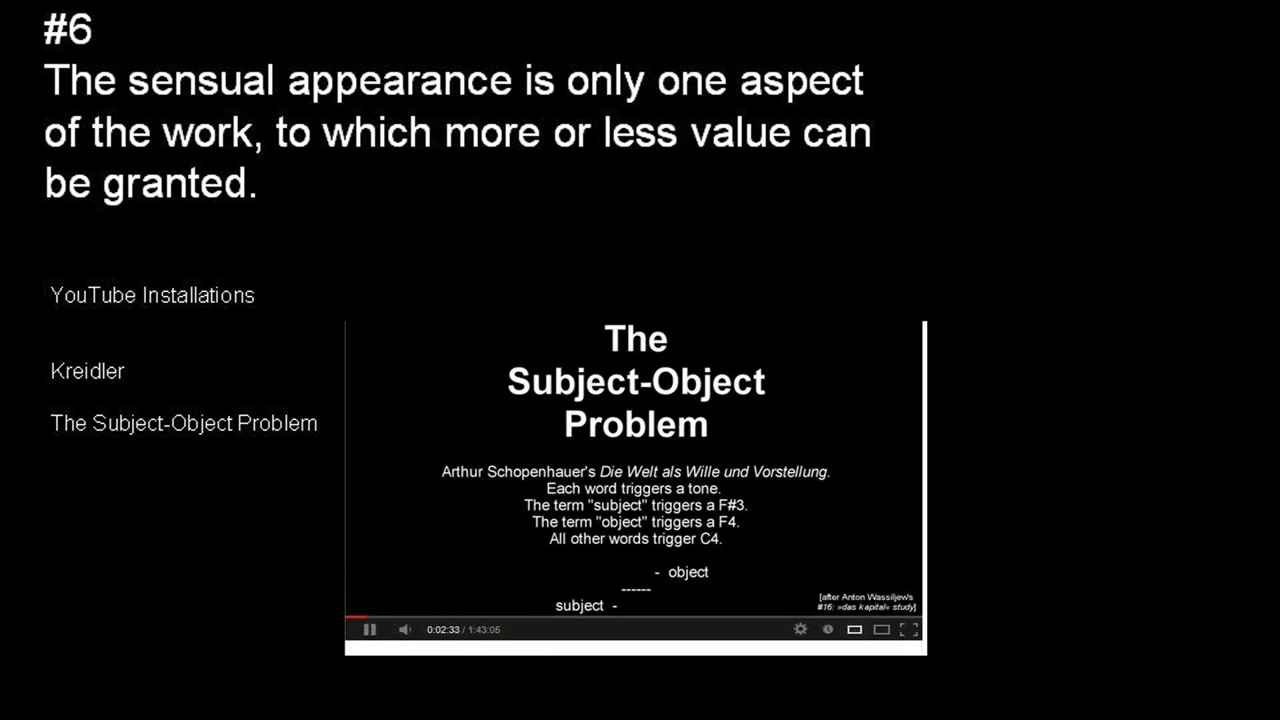 #6
The sensual appearance is only one aspect
of the work, to which more or less value can
be granted.
YouTube Installations
Kreidler
The Subject-Object Problem
The
Subject-Object
Problem
Arthur Schopenhauer's Die Welt als Wille und Vorstellung.
Each word triggers a tone.
The term "subject" triggers a F#3.
The term "object" triggers a F4.
All other words trigger C4.
- object
------
subject -
[after Anton Wassiljew's
#16: »das kapital« study]
0:02:33 / 1:43:05